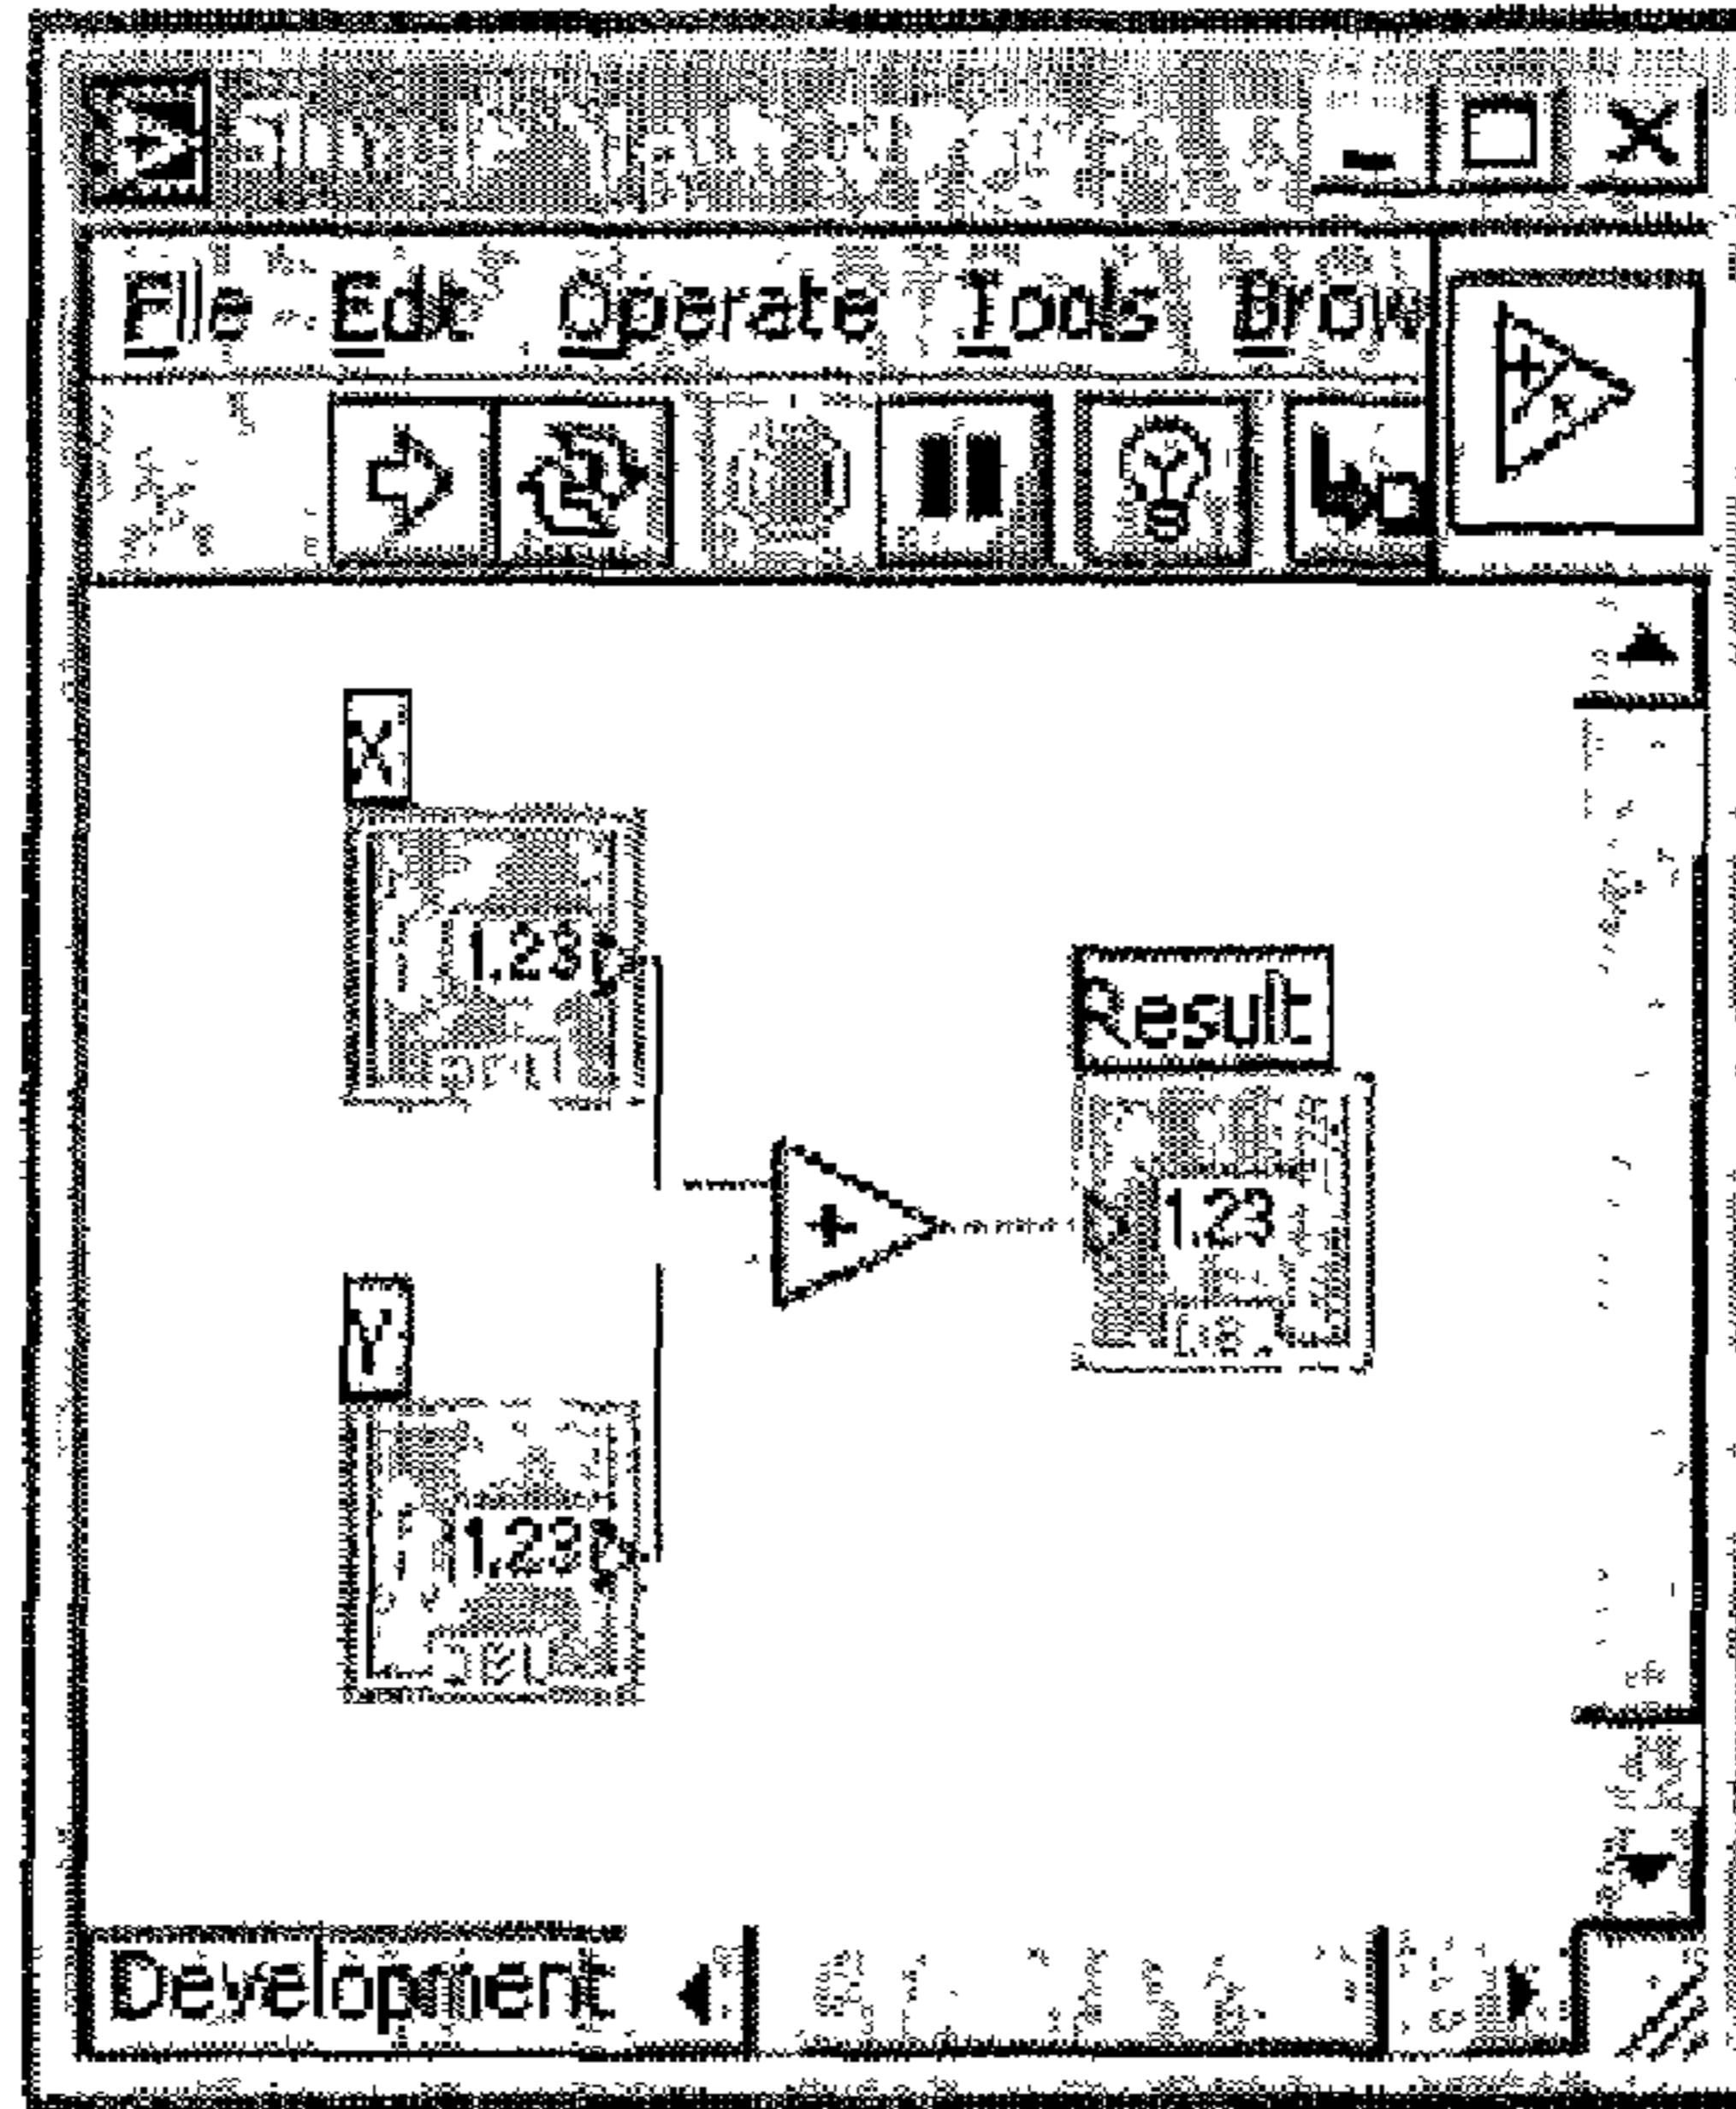 File Edit Operate Tools Brow
X
1.23
Result
1.23
Y
1.23
Development